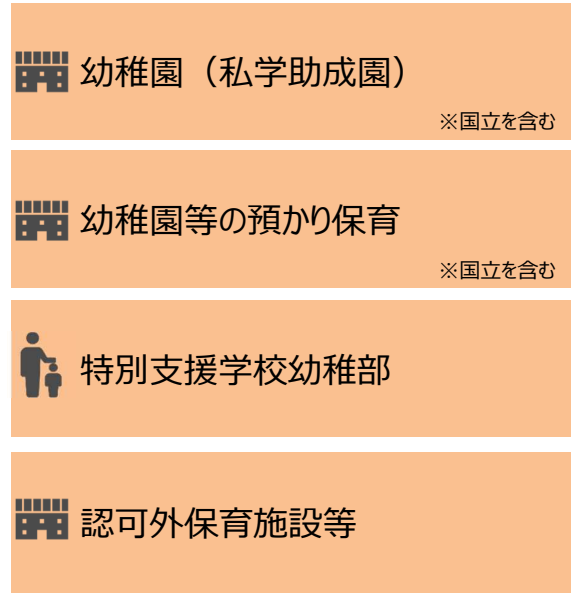 幼稚園（私学助成園）
※国立を含む
幼稚園等の預かり保育
※国立を含む
特別支援学校幼稚部
認可外保育施設等